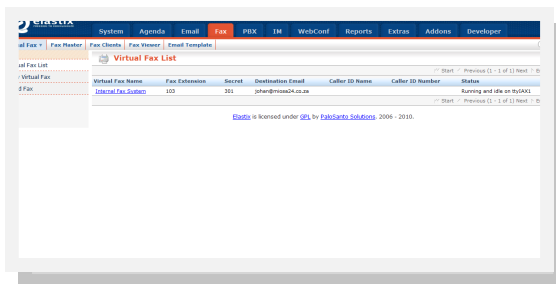 elastix
System Agenda Email Fax PBX IM WebConf Reports Extras Addons Developer
ual Fax Fax Master Fax Clients Fax Viewer Email Template
Virtual Fax List
ual Fax List
Start Previous (1 - 1 of 1) Next
Virtual Fax
Virtual Fax Name Fax Extension Secret Destination Email Caller ID Name Caller ID Number Status
d Fax
Internal Fax System 103 301 johan@miosa24.co.za Running and idle on ttyIAX1
Start Previous (1 - 1 of 1) Next
Elastix is licensed under GPL by PaloSanto Solutions. 2006 - 2010.